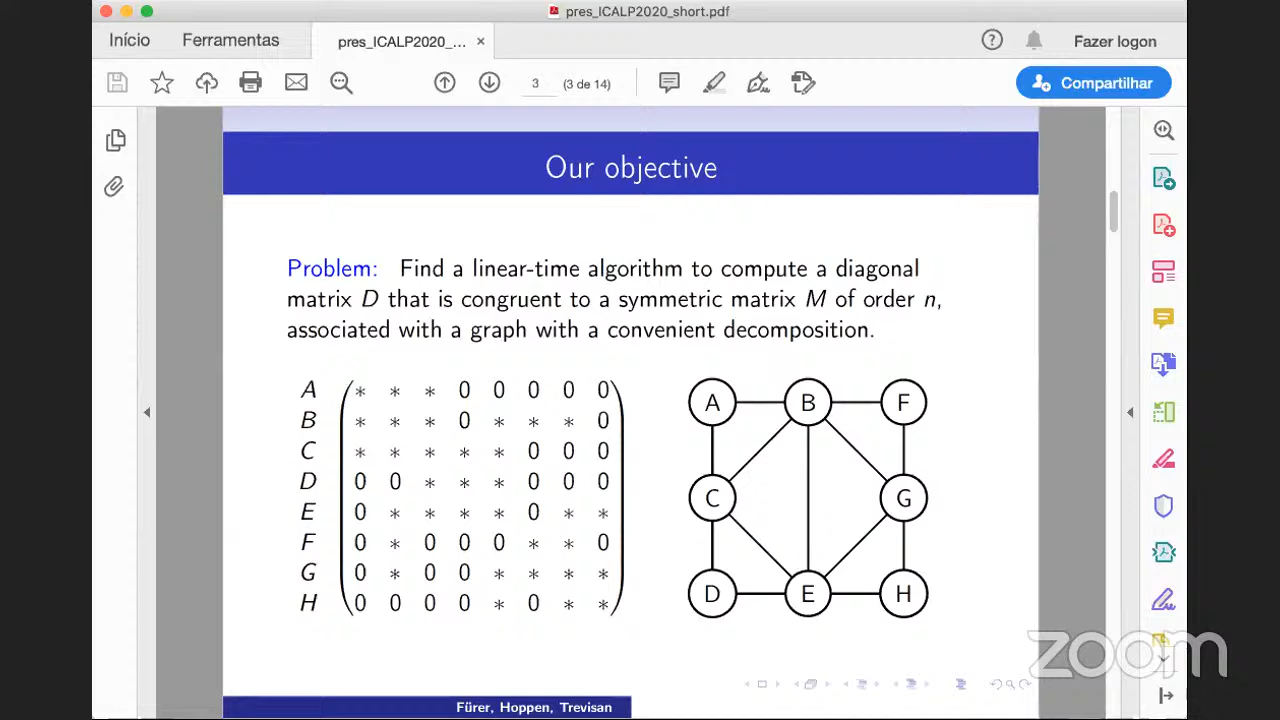 pres_ICALP2020_short.pdf
Início
Ferramentas
pres_ICALP2020_...
Fazer logon
3
(3 de 14)
Compartilhar
Our objective
Problem: Find a linear-time algorithm to compute a diagonal
matrix D that is congruent to a symmetric matrix M of order n,
associated with a graph with a convenient decomposition.
A * * * 0 0 0 0 0
B * * * 0 * * * 0
C * * * * * 0 0 0
D 0 0 * * * 0 0 0
E 0 * * * * 0 * *
F 0 * 0 0 0 * * 0
G 0 * 0 0 * * * *
H 0 0 0 0 * 0 * *
A B F
C G
D E H
Fürer, Hoppen, Trevisan
zoom